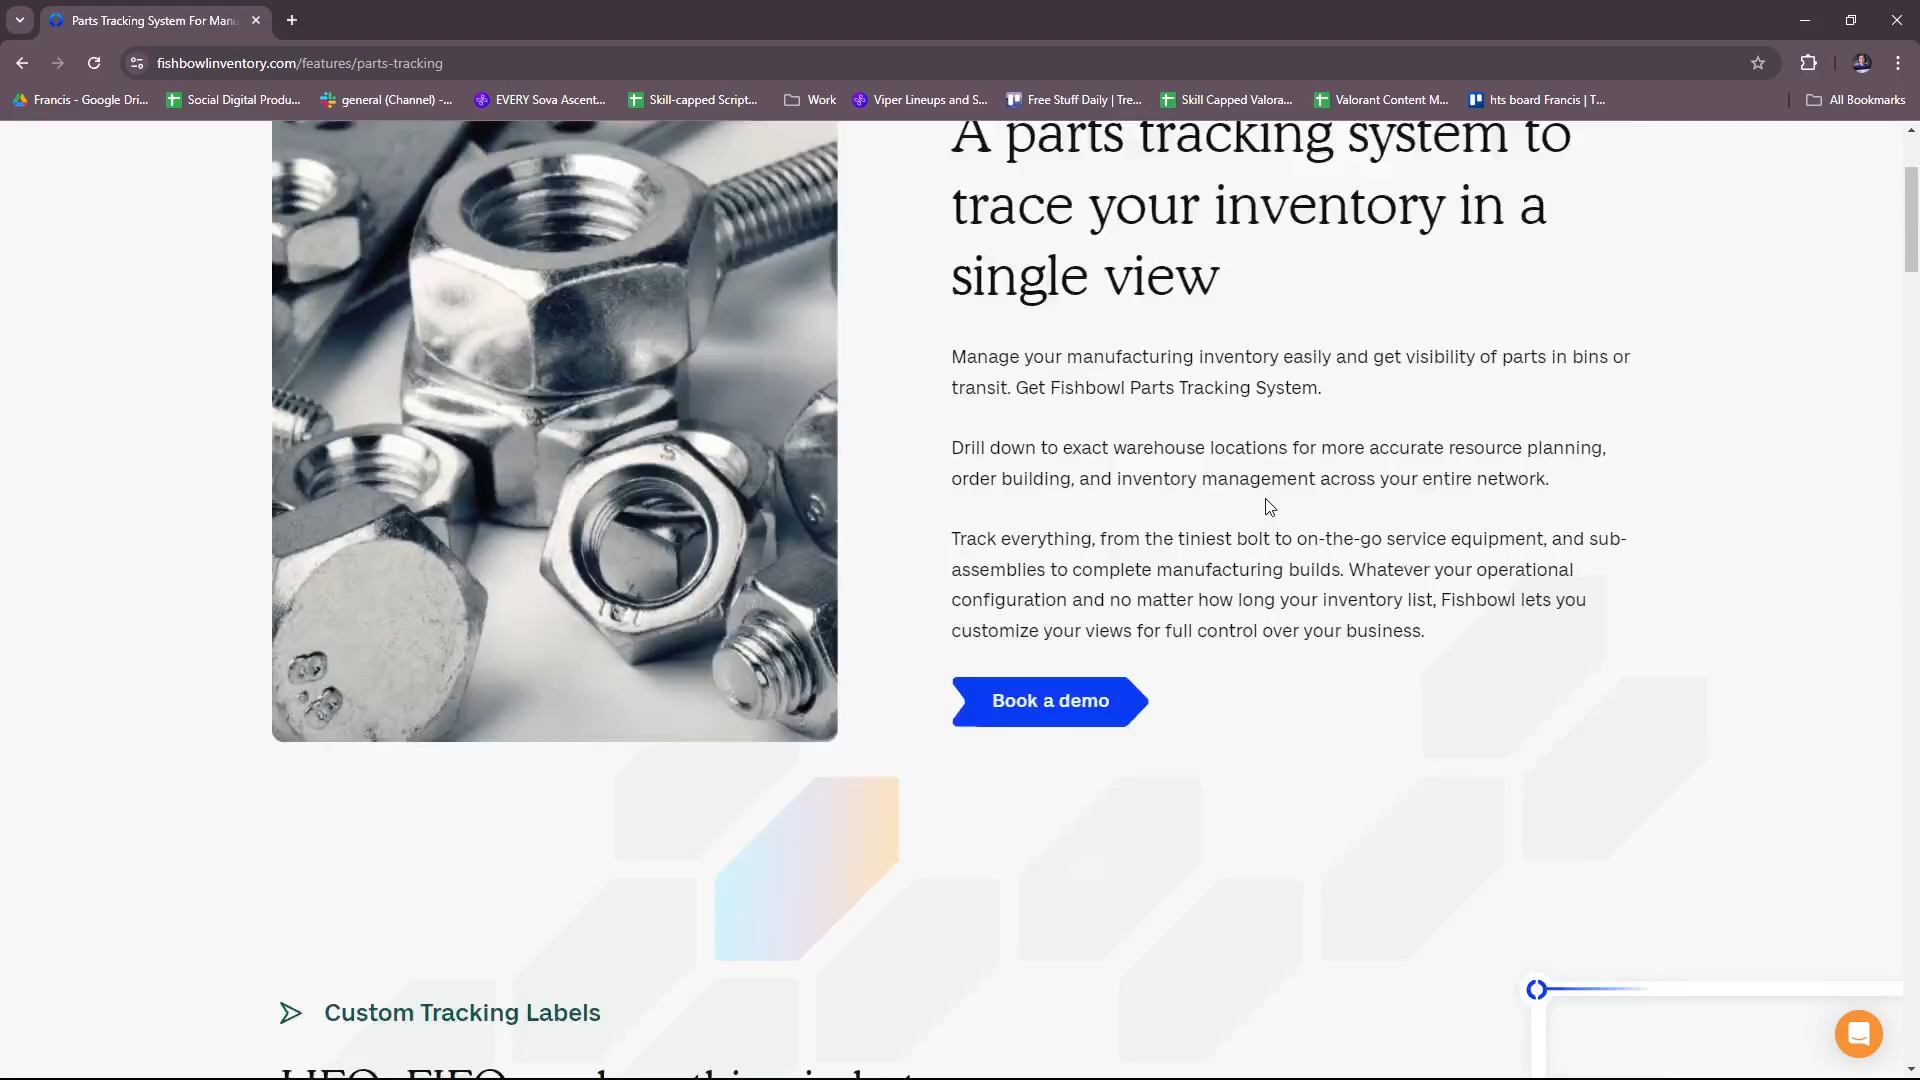 Parts Tracking System For Manu
fishbowlinventory.com/features/parts-tracking
Francis - Google Dri...
Social Digital Produ...
general (Channel) -...
EVERY Sova Ascent...
Skill-capped Script...
Work
Viper Lineups and S...
Free Stuff Daily | Tre...
Skill Capped Valora...
Valorant Content M...
hts board Francis | T...
All Bookmarks
A parts tracking system to
trace your inventory in a
single view
Manage your manufacturing inventory easily and get visibility of parts in bins or
transit. Get Fishbowl Parts Tracking System.
Drill down to exact warehouse locations for more accurate resource planning,
order building, and inventory management across your entire network.
Track everything, from the tiniest bolt to on-the-go service equipment, and sub-
assemblies to complete manufacturing builds. Whatever your operational
configuration and no matter how long your inventory list, Fishbowl lets you
customize your views for full control over your business.
Book a demo
Custom Tracking Labels